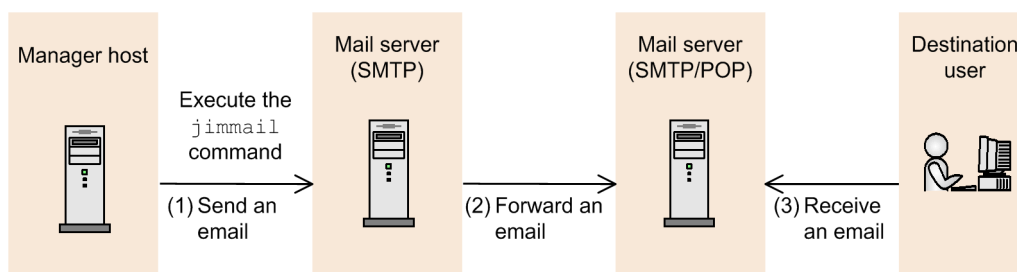 Manager host
Execute the
jimmail
command
(1) Send an
email
Mail server
(SMTP)
(2) Forward an
email
Mail server
(SMTP/POP)
(3) Receive
an email
Destination
user